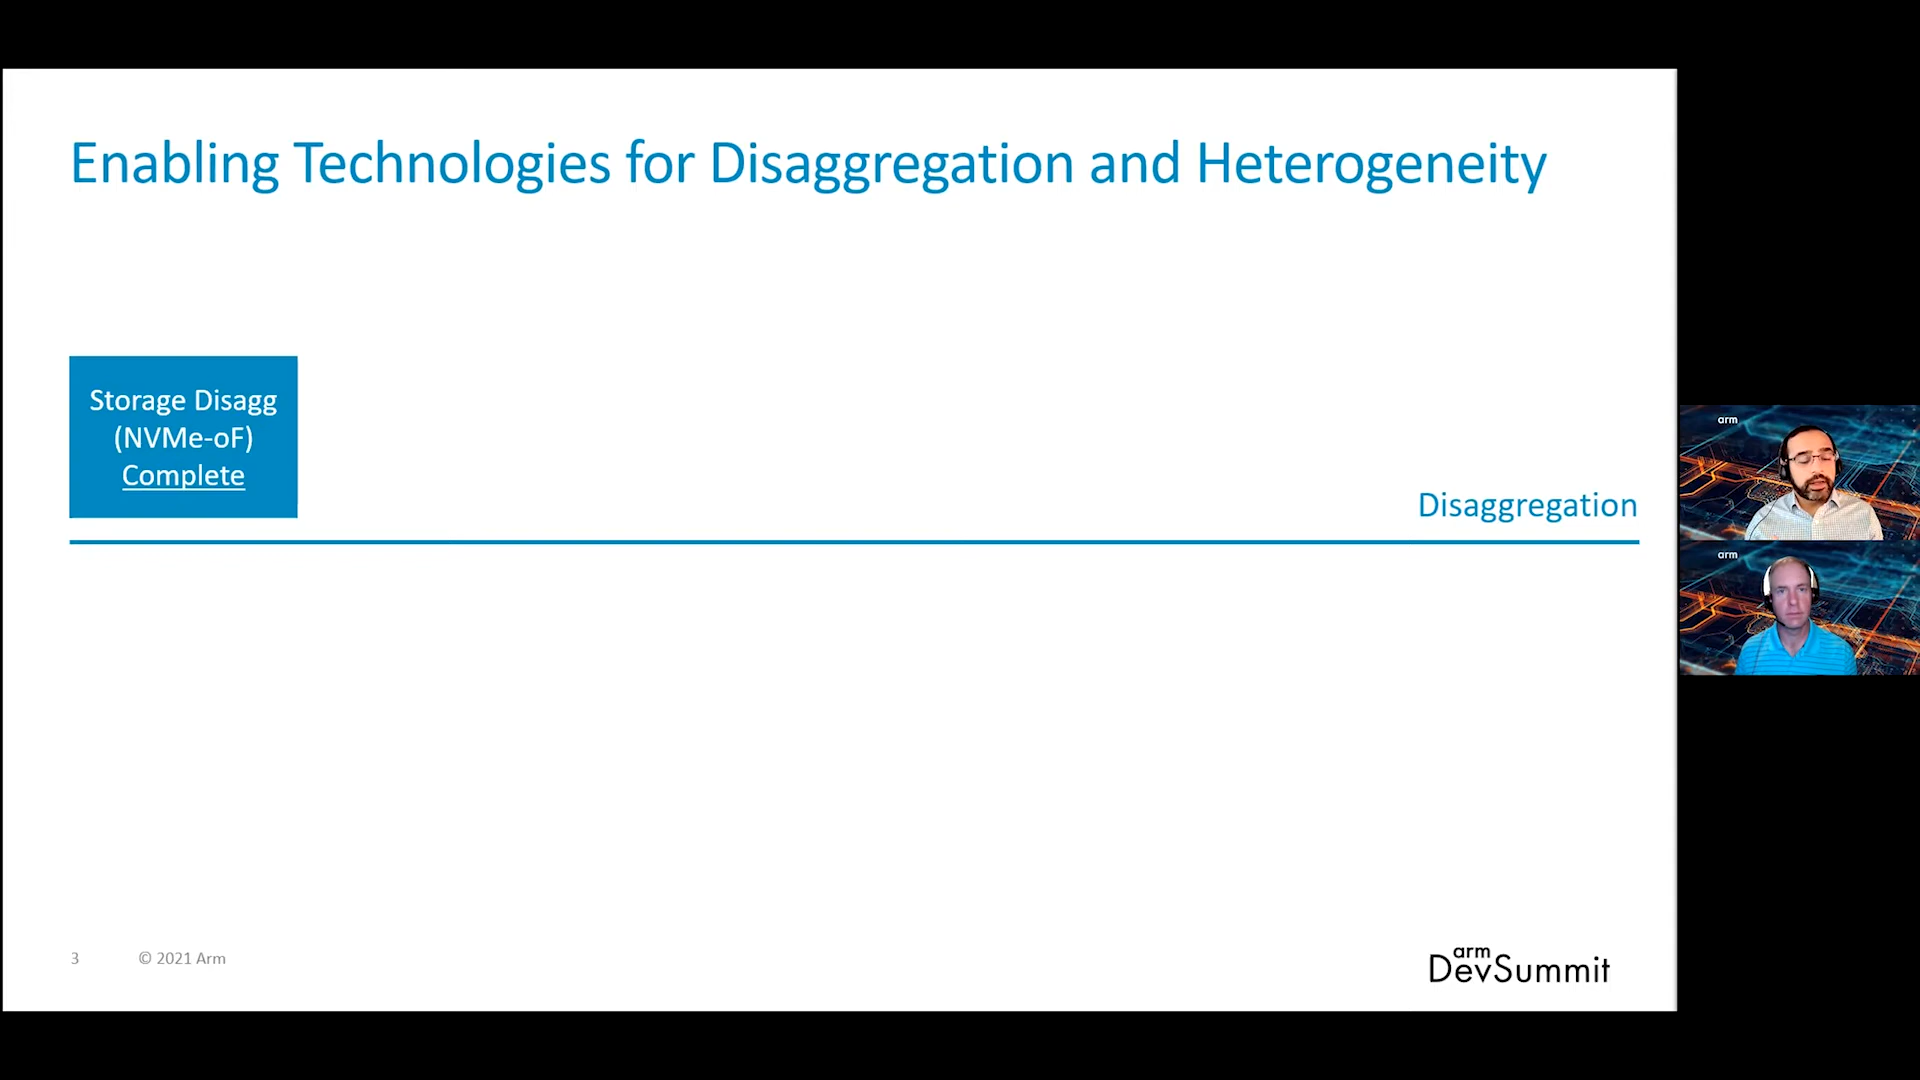 Enabling Technologies for Disaggregation and Heterogeneity
Storage Disagg
(NVMe-oF)
Complete
Disaggregation
arm
arm
3
© 2021 Arm
arm
DevSummit